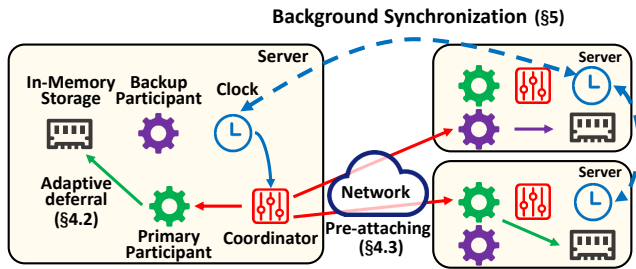 Background Synchronization (§5)
Server
Server
In-Memory
Storage
Backup
Participant
Clock
Adaptive
deferral
(§4.2)
Primary
Participant
Coordinator
Network
Pre-attaching
(§4.3)
Server